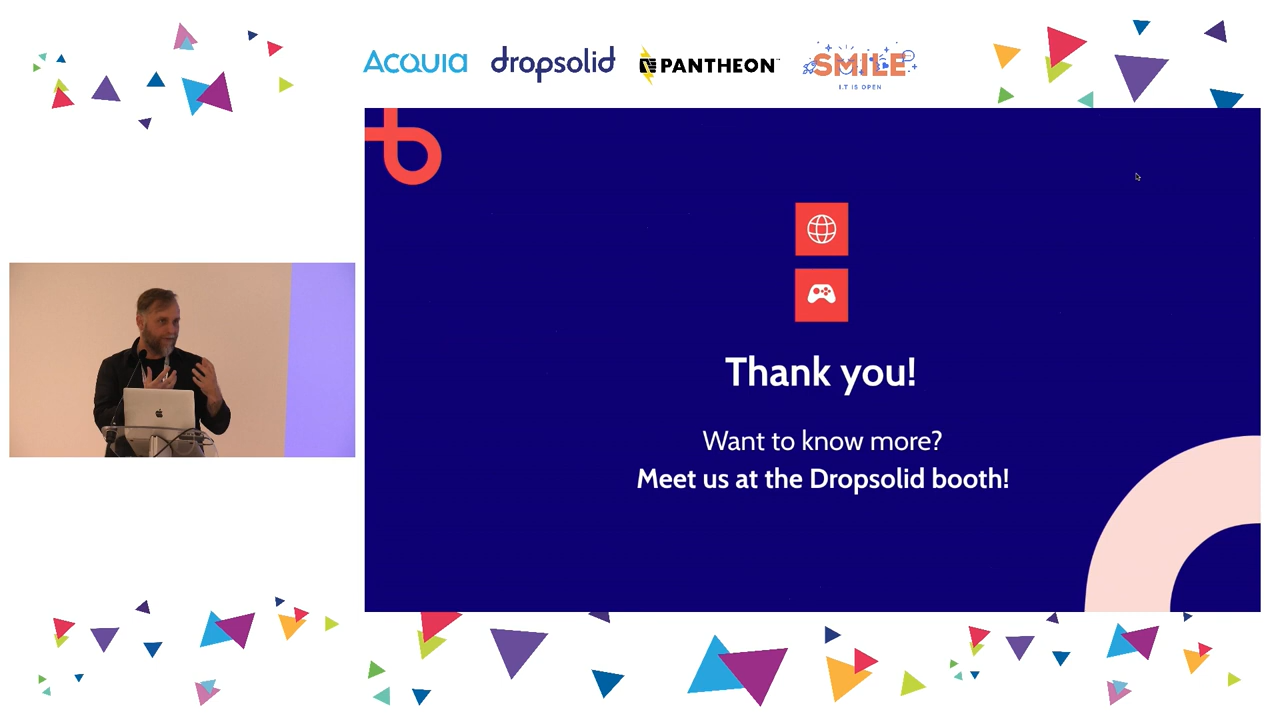 ACQUIA
dropsolid
PANTHEON
SMILE
I.T IS OPEN
Thank you!
Want to know more?
Meet us at the Dropsolid booth!